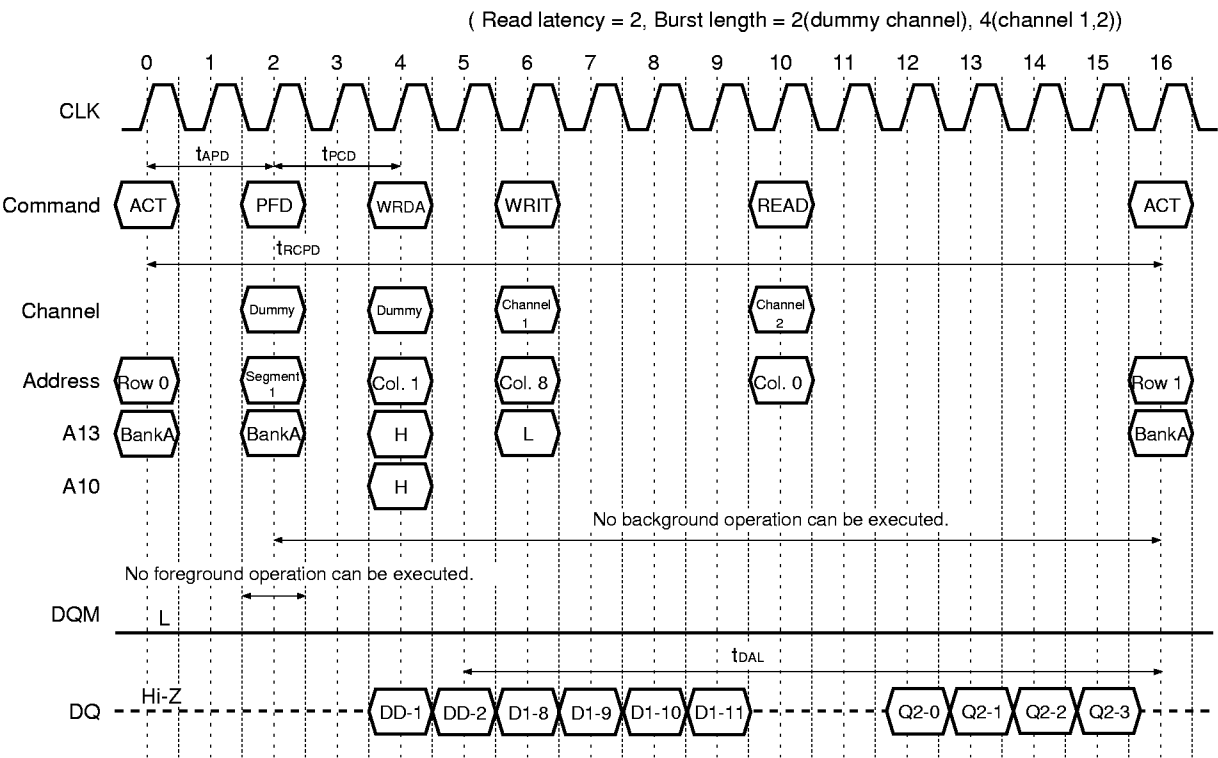 ( Read latency = 2, Burst length = 2(dummy channel), 4(channel 1,2))
0 1 2 3 4 5 6 7 8 9 10 11 12 13 14 15 16
CLK
tAPD tPCD
Command ACT PFD WRDA WRIT READ ACT
tRCPD
Channel Dummy Dummy Channel 1 Channel 2
Address Row 0 Segment 1 Col. 1 Col. 8 Col. 0 Row 1
A13 BankA BankA H L BankA
A10 H
No background operation can be executed.
No foreground operation can be executed.
DQM L
tDAL
Hi-Z
DQ DD-1 DD-2 D1-8 D1-9 D1-10 D1-11 Q2-0 Q2-1 Q2-2 Q2-3